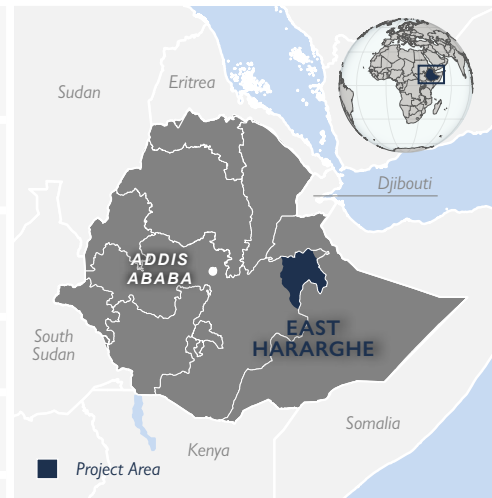 Sudan
Eritrea
Djibouti
ADDIS
ABABA
EAST
HARARGHE
South
Sudan
Somalia
Kenya
Project Area